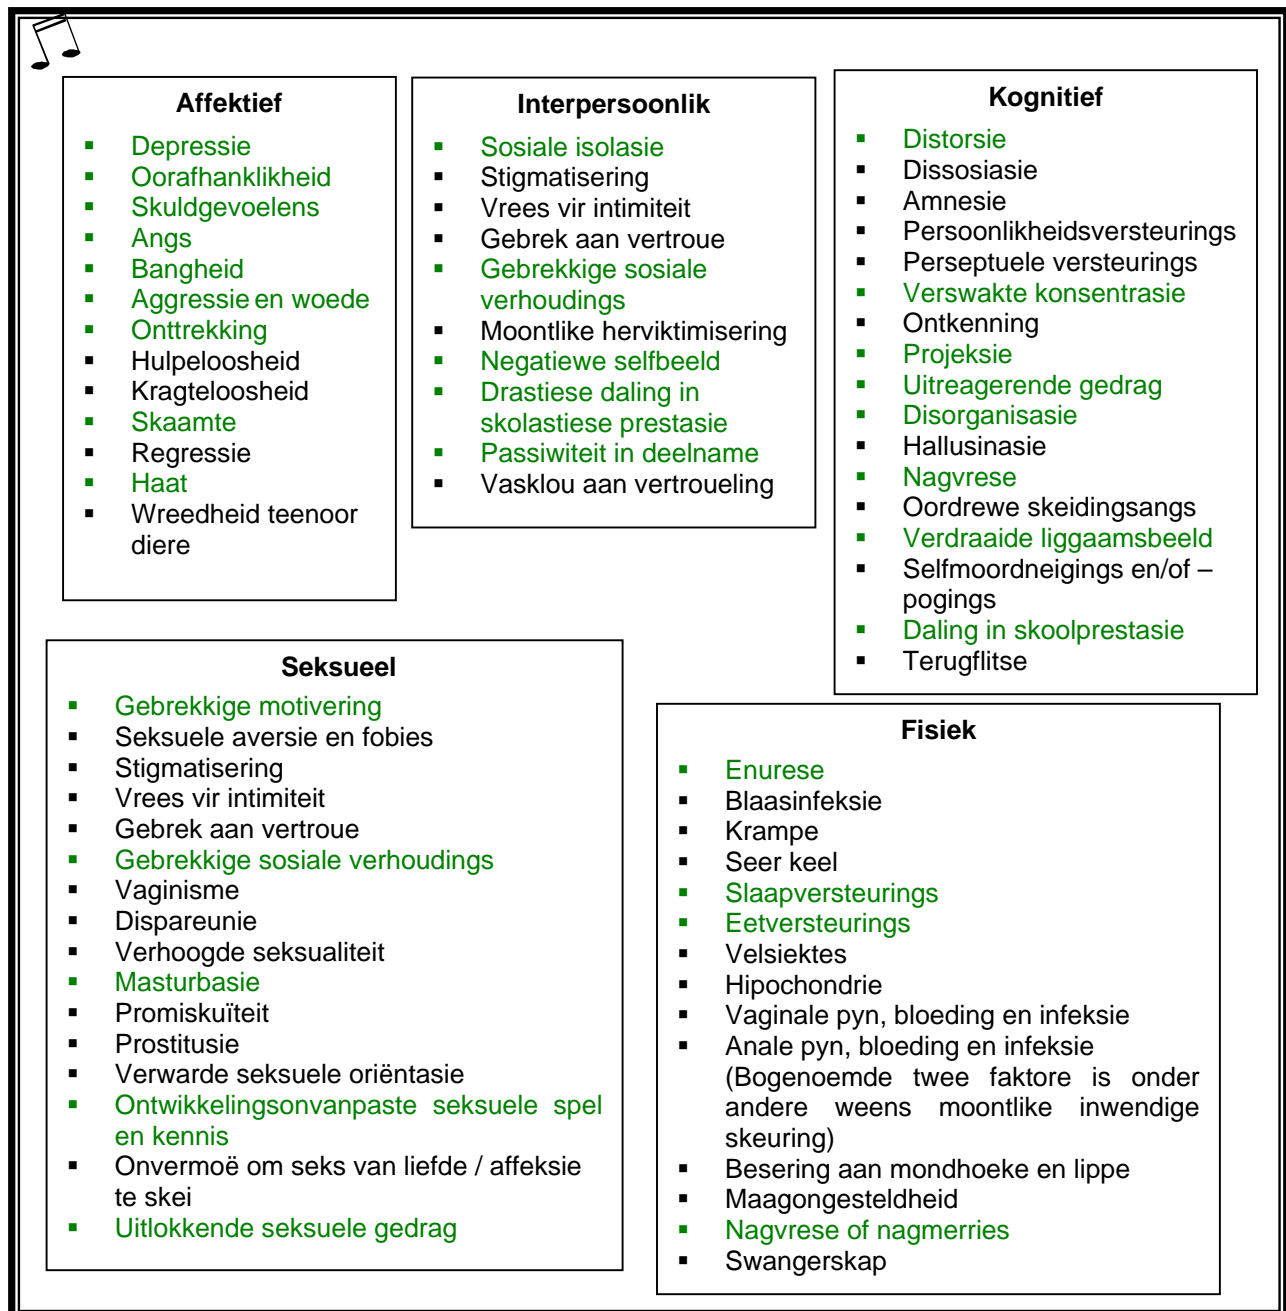 Affektief
Depressie
Oorafhanklikheid
Skuldgevoelens
Angs
Bangheid
Aggressie en woede
Onttrekking
Hulpeloosheid
Kragteloosheid
Skaamte
Regressie
Haat
Wreedheid teenoor
diere
Interpersoonlik
Sosiale isolasie
Stigmatisering
Vrees vir intimiteit
Gebrek aan vertroue
Gebrekkige sosiale
verhoudings
Moontlike herviktimisering
Negatiewe selfbeeld
Drastiese daling in
skolastiese prestasie
Passiwiteit in deelname
Vasklou aan vertroueling
Kognitief
Distorsie
Dissosiasie
Amnesie
Persoonlikheidsversteurings
Perseptuele versteurings
Verswakte konsentrasie
Ontkenning
Projeksie
Uitreagerende gedrag
Disorganisasie
Hallusinasie
Nagvrese
Oordrewe skeidingsangs
Verdraaide liggaamsbeeld
Selfmoordneigings en/of –
pogings
Daling in skoolprestasie
Terugflitse
Seksueel
Gebrekkige motivering
Seksuele aversie en fobies
Stigmatisering
Vrees vir intimiteit
Gebrek aan vertroue
Gebrekkige sosiale verhoudings
Vaginisme
Dispareunie
Verhoogde seksualiteit
Masturbasie
Promiskuïteit
Prostitusie
Verwarde seksuele oriëntasie
Ontwikkelingsonvanpaste seksuele spel
en kennis
Onvermoë om seks van liefde / affeksie
te skei
Uitlokkende seksuele gedrag
Fisiek
Enurese
Blaasinfeksie
Krampe
Seer keel
Slaapversteurings
Eetversteurings
Velsiektes
Hipochondrie
Vaginale pyn, bloeding en infeksie
Anale pyn, bloeding en infeksie
(Bogenoemde twee faktore is onder
andere weens moontlike inwendige
skeuring)
Besering aan mondhoeke en lippe
Maagongesteldheid
Nagvrese of nagmerries
Swangerskap